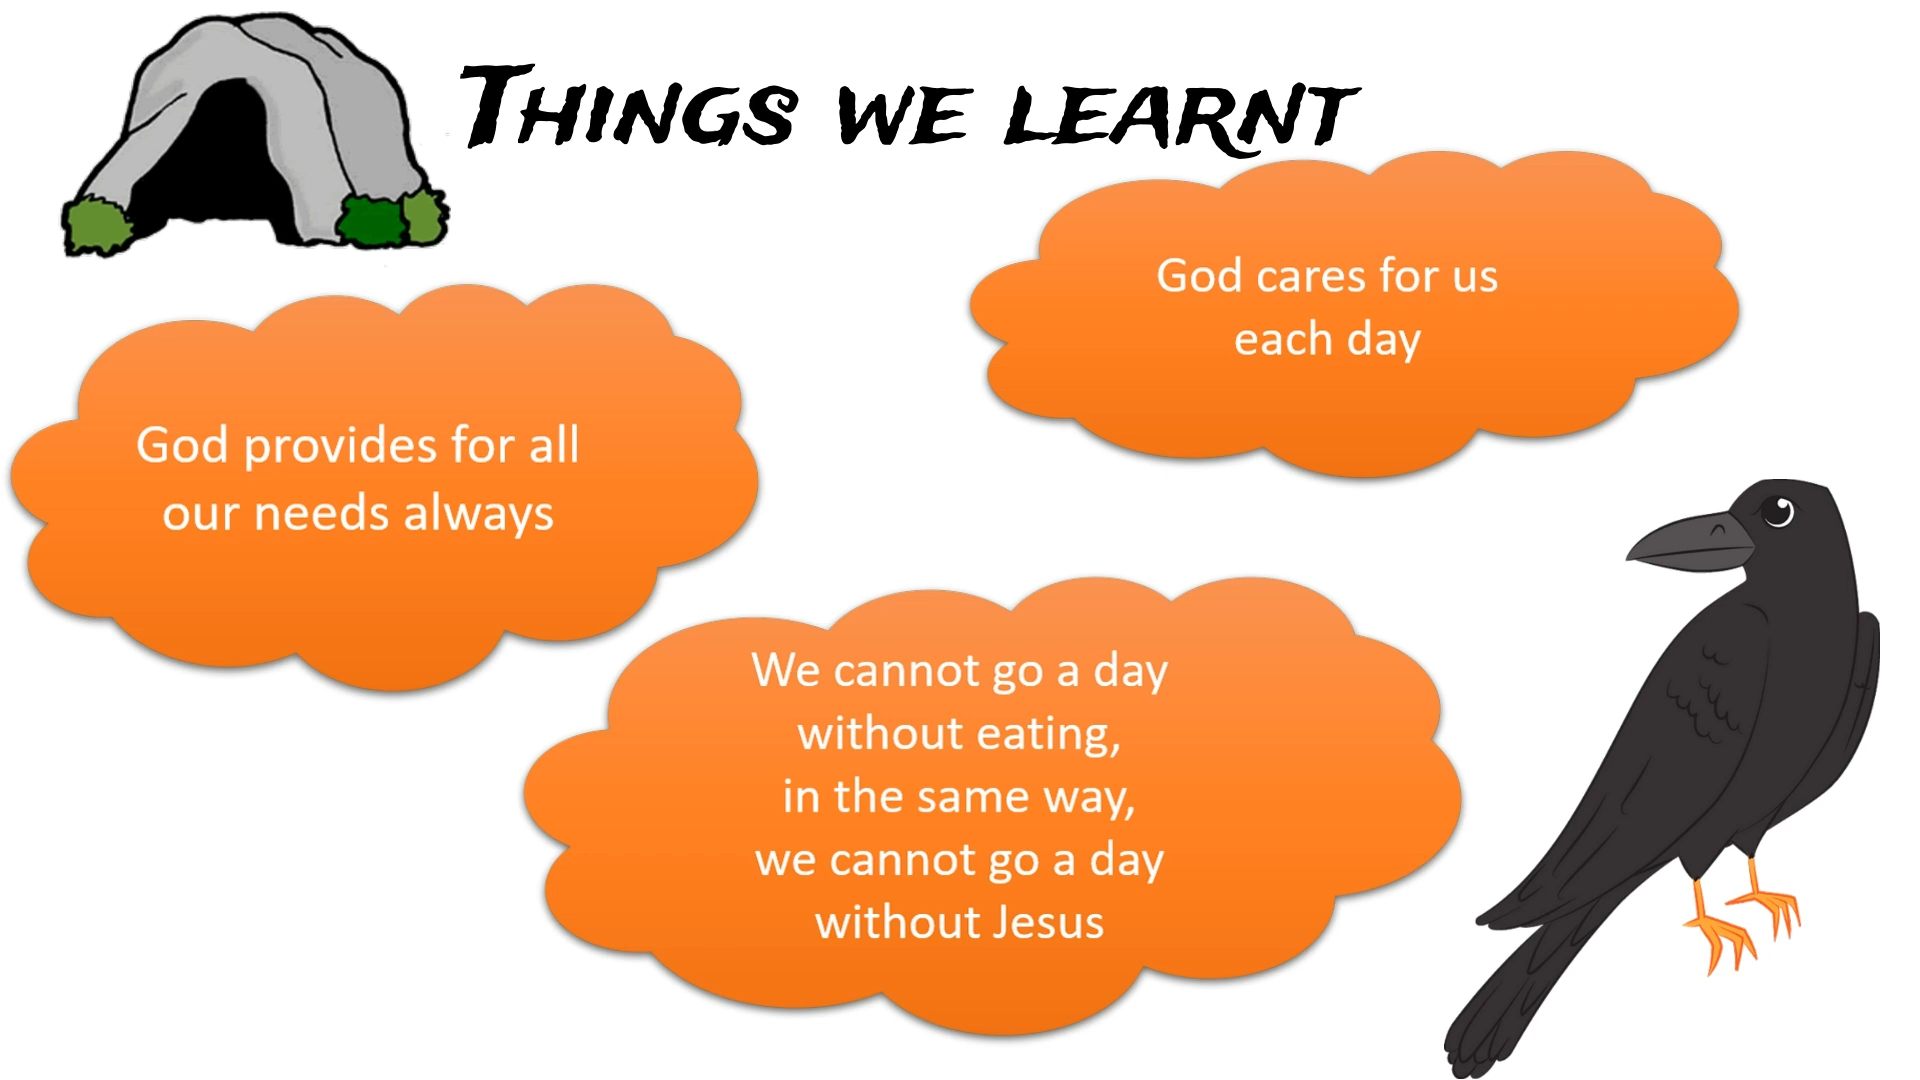 THINGS WE LEARNT
God cares for us
each day
God provides for all
our needs always
We cannot go a day
without eating,
in the same way,
we cannot go a day
without Jesus